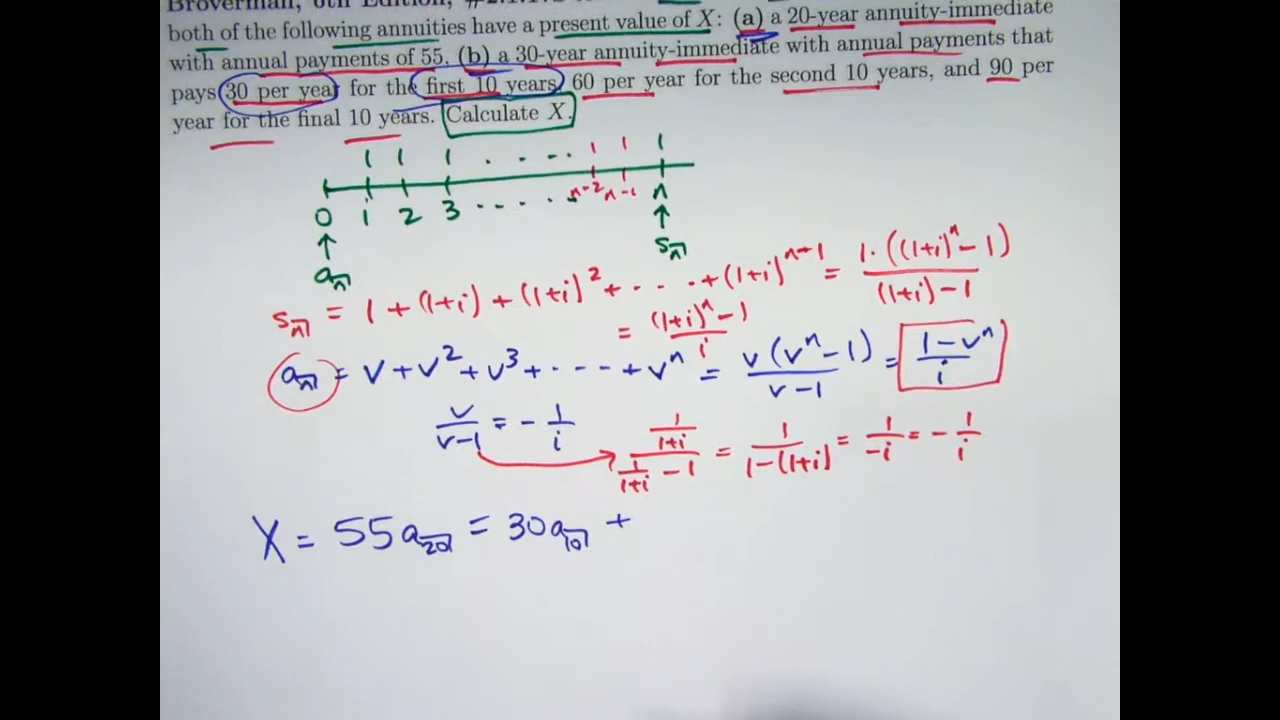 Broverman, 6th Edition,
both of the following annuities have a present value of X: (a) a 20-year annuity-immediate
with annual payments of 55. (b) a 30-year annuity-immediate with annual payments that
pays 30 per year for the first 10 years, 60 per year for the second 10 years, and 90 per
year for the final 10 years. Calculate X.
1 1 1 . . - . 1 1 1
0 1 2 3 ..... n-2 n-1 n
↑ ↑
a_n̅| s_n̅|
s_n̅| = 1 + (1+i) + (1+i)^2 + .... + (1+i)^{n+1} = 1·((1+i)^n - 1) / ((1+i) - 1)
= ((1+i)^n - 1) / i
a_n̅| = v + v^2 + v^3 + ---- + v^n = v(v^n - 1) / (v - 1) = (1 - v^n) / i
v/(v-1) = -1/i → (1/(1+i)) / (1/(1+i) - 1) = 1/(1-(1+i)) = 1/-i = -1/i
X = 55a_20| = 30a_10| +